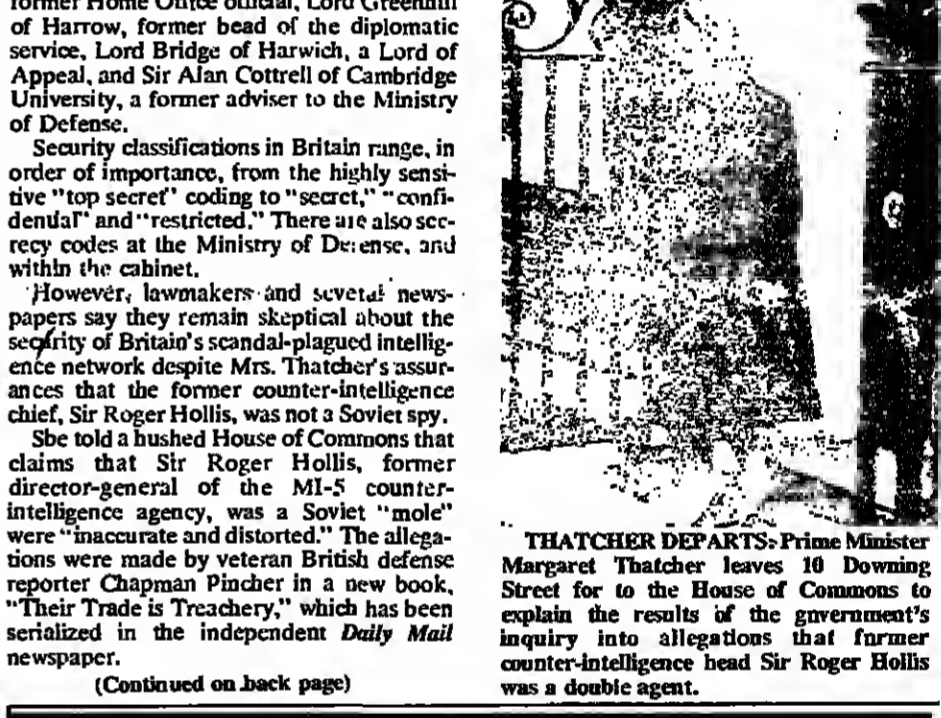 former Home Office official, Lord Greenhill
of Harrow, former head of the diplomatic
service, Lord Bridge of Harwich, a Lord of
Appeal, and Sir Alan Cottrell of Cambridge
University, a former adviser to the Ministry
of Defense.
Security classifications in Britain range, in
order of importance, from the highly sensi-
tive "top secret" coding to "secret," "confi-
dential" and "restricted." There are also sec-
recy codes at the Ministry of Defense, and
within the cabinet.
However, lawmakers and several news-
papers say they remain skeptical about the
security of Britain's scandal-plagued intellig-
ence network despite Mrs. Thatcher's assur-
ances that the former counter-intelligence
chief, Sir Roger Hollis, was not a Soviet spy.
She told a hushed House of Commons that
claims that Sir Roger Hollis, former
director-general of the MI-5 counter-
intelligence agency, was a Soviet "mole"
were "inaccurate and distorted." The allega-
tions were made by veteran British defense
reporter Chapman Pincher in a new book,
"Their Trade is Treachery," which has been
serialized in the independent Daily Mail
newspaper.
(Continued on back page)
THATCHER DEPARTS: Prime Minister
Margaret Thatcher leaves 10 Downing
Street for to the House of Commons to
explain the results of the government's
inquiry into allegations that former
counter-intelligence head Sir Roger Hollis
was a double agent.